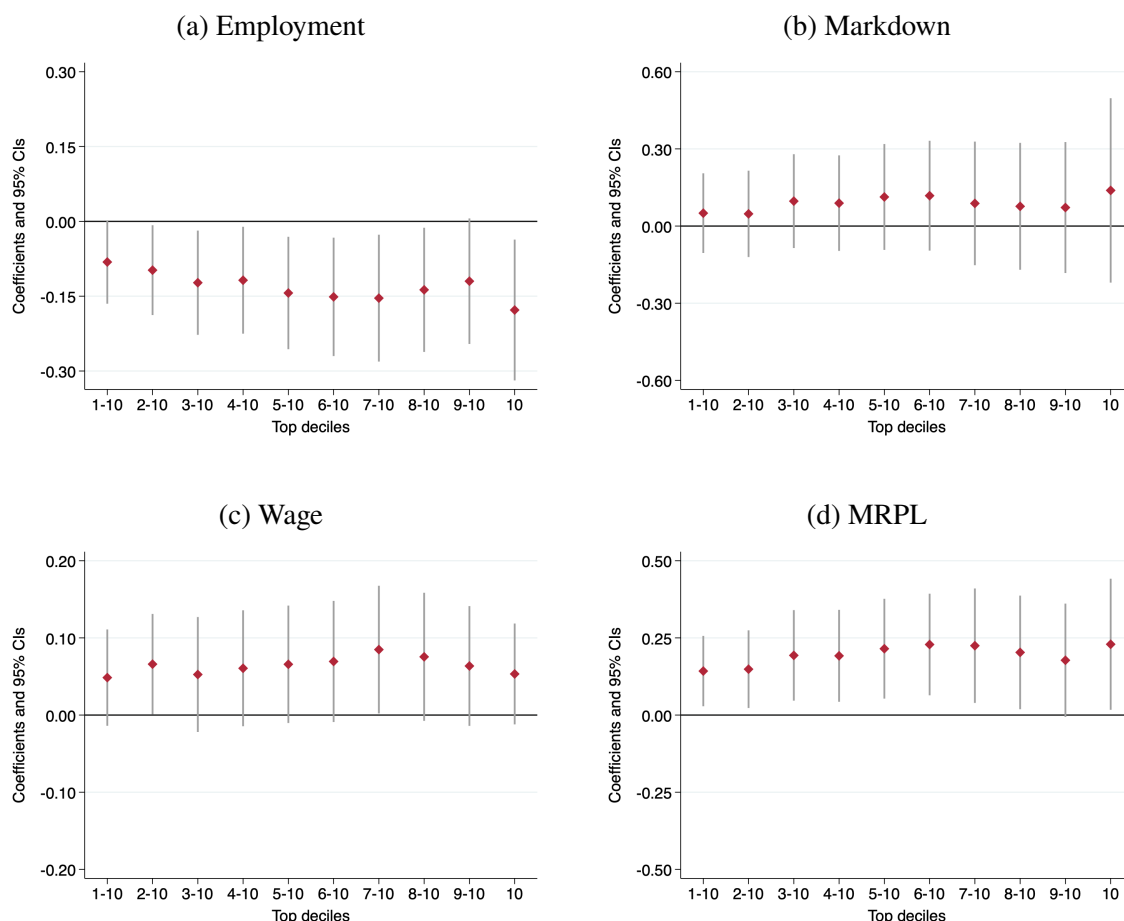 (a) Employment
0.30
0.15
0.00
-0.15
-0.30
Coefficients and 95% CIs
1-10 2-10 3-10 4-10 5-10 6-10 7-10 8-10 9-10 10
Top deciles
(b) Markdown
0.60
0.30
0.00
-0.30
-0.60
Coefficients and 95% CIs
1-10 2-10 3-10 4-10 5-10 6-10 7-10 8-10 9-10 10
Top deciles
(c) Wage
0.20
0.10
0.00
-0.10
-0.20
Coefficients and 95% CIs
1-10 2-10 3-10 4-10 5-10 6-10 7-10 8-10 9-10 10
Top deciles
(d) MRPL
0.50
0.25
0.00
-0.25
-0.50
Coefficients and 95% CIs
1-10 2-10 3-10 4-10 5-10 6-10 7-10 8-10 9-10 10
Top deciles